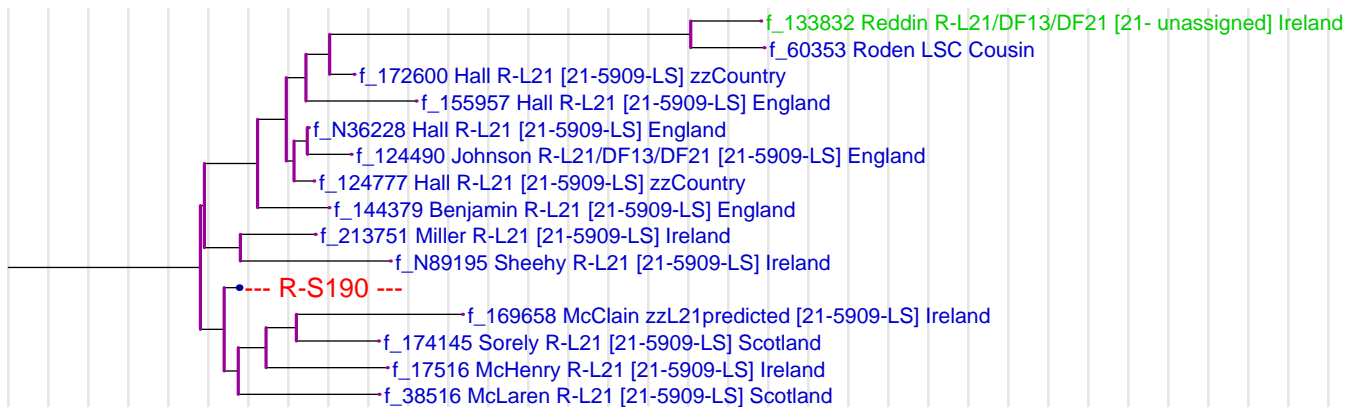 f_133832 Reddin R-L21/DF13/DF21 [21- unassigned] Ireland
f_60353 Roden LSC Cousin
f_172600 Hall R-L21 [21-5909-LS] zzCountry
f_155957 Hall R-L21 [21-5909-LS] England
f_N36228 Hall R-L21 [21-5909-LS] England
f_124490 Johnson R-L21/DF13/DF21 [21-5909-LS] England
f_124777 Hall R-L21 [21-5909-LS] zzCountry
f_144379 Benjamin R-L21 [21-5909-LS] England
f_213751 Miller R-L21 [21-5909-LS] Ireland
f_N89195 Sheehy R-L21 [21-5909-LS] Ireland
--- R-S190 ---
f_169658 McClain zzL21predicted [21-5909-LS] Ireland
f_174145 Sorely R-L21 [21-5909-LS] Scotland
f_17516 McHenry R-L21 [21-5909-LS] Ireland
f_38516 McLaren R-L21 [21-5909-LS] Scotland